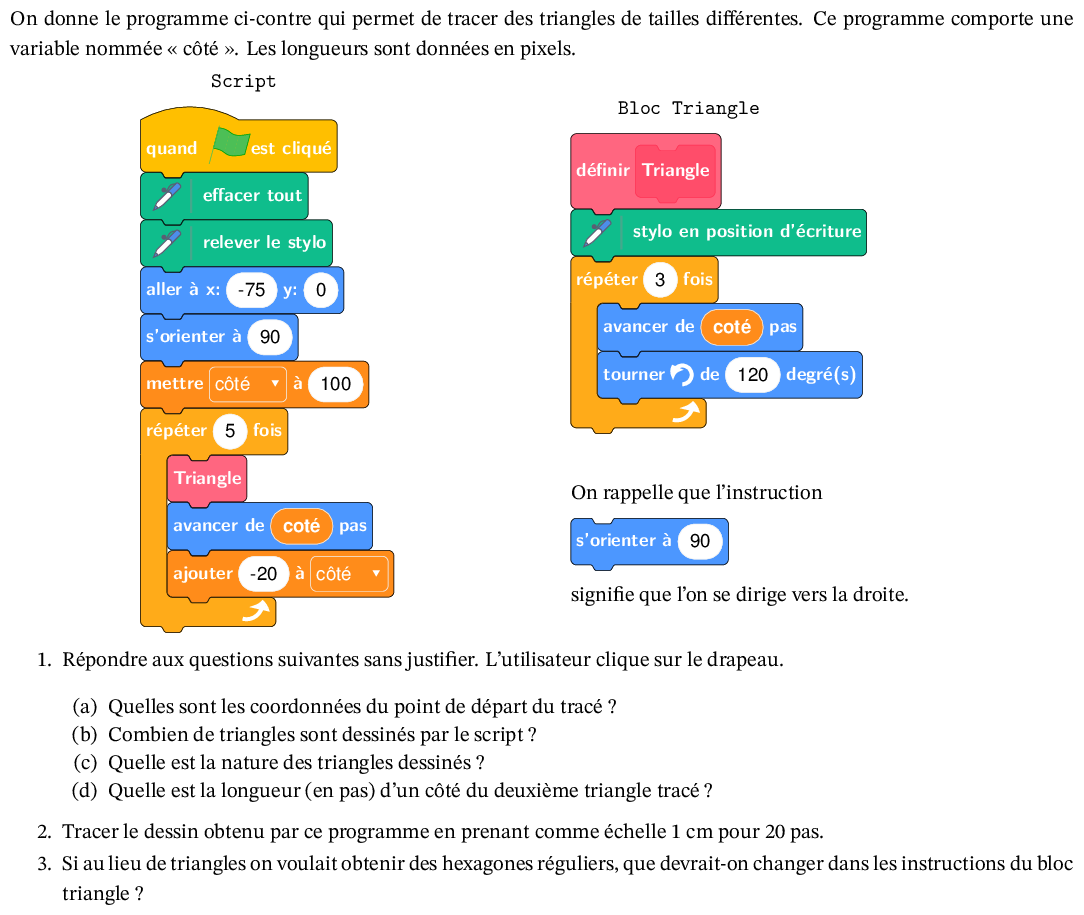 On donne le programme ci-contre qui permet de tracer des triangles de tailles différentes. Ce programme comporte une
variable nommée « côté ». Les longueurs sont données en pixels.
Script
quand est cliqué
effacer tout
relever le stylo
aller à x: -75 y: 0
s'orienter à 90
mettre côté à 100
répéter 5 fois
Triangle
avancer de coté pas
ajouter -20 à côté
Bloc Triangle
définir Triangle
stylo en position d'écriture
répéter 3 fois
avancer de coté pas
tourner de 120 degré(s)
On rappelle que l'instruction
s'orienter à 90
signifie que l'on se dirige vers la droite.
1. Répondre aux questions suivantes sans justifier. L'utilisateur clique sur le drapeau.
(a) Quelles sont les coordonnées du point de départ du tracé ?
(b) Combien de triangles sont dessinés par le script ?
(c) Quelle est la nature des triangles dessinés ?
(d) Quelle est la longueur (en pas) d'un côté du deuxième triangle tracé ?
2. Tracer le dessin obtenu par ce programme en prenant comme échelle 1 cm pour 20 pas.
3. Si au lieu de triangles on voulait obtenir des hexagones réguliers, que devrait-on changer dans les instructions du bloc
triangle ?